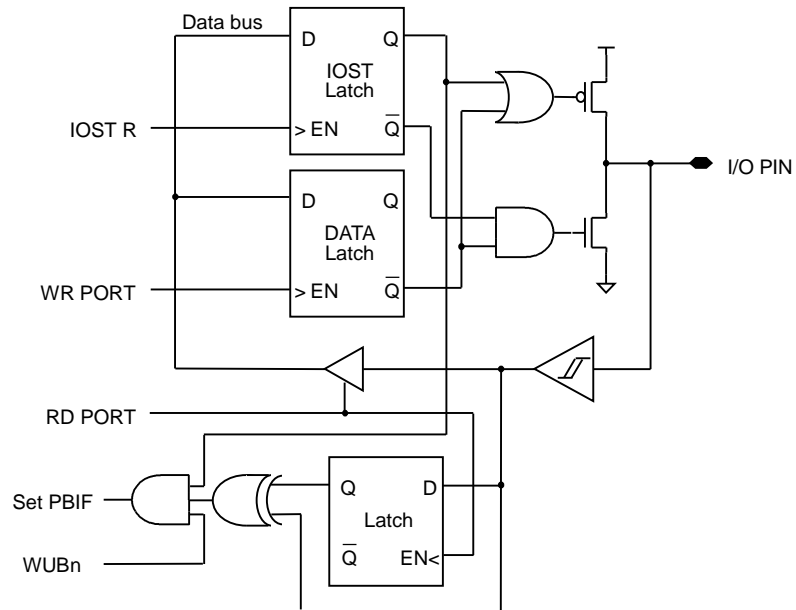 Data bus
D Q
IOST
Latch
IOST R
> EN Q̅
I/O PIN
D Q
DATA
Latch
WR PORT
> EN Q̅
RD PORT
Q D
Set PBIF
Latch
Q̅ EN<
WUBn